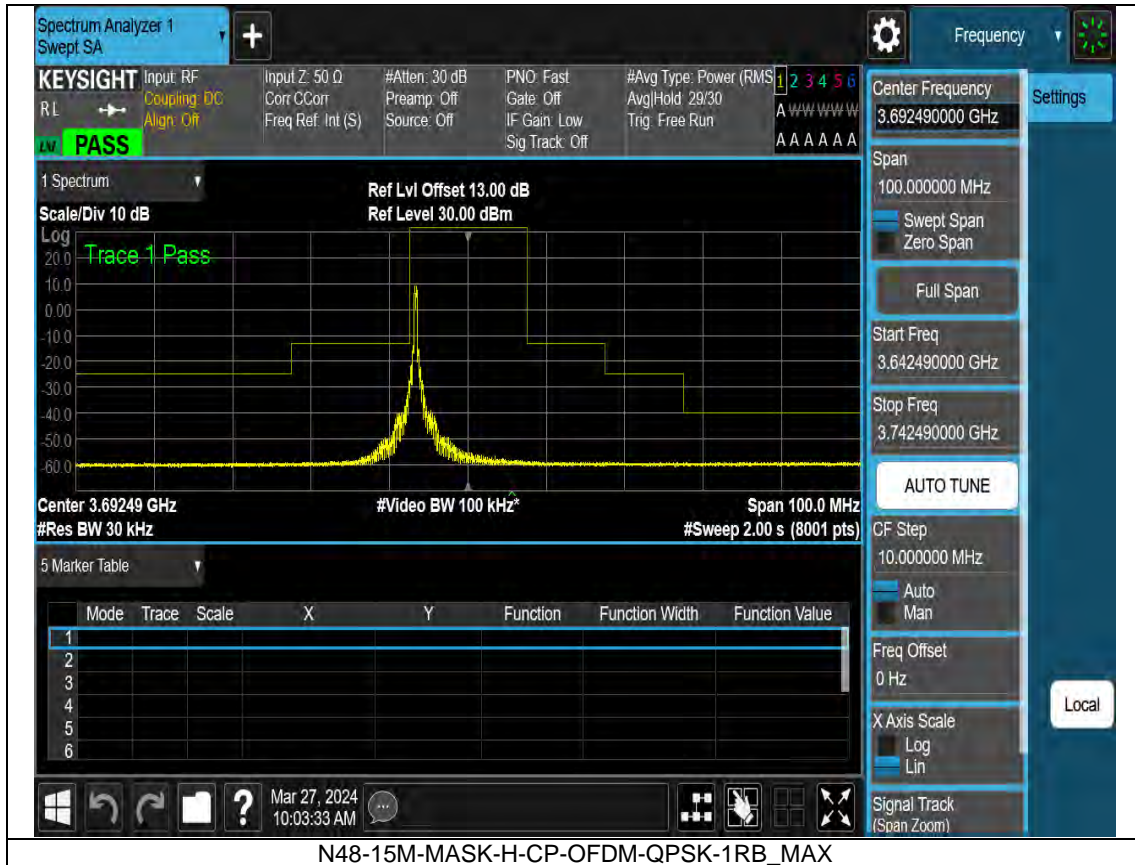 Spectrum Analyzer 1
Swept SA
+
Frequency
KEYSIGHT
RL
PASS
Input: RF
Coupling: DC
Align: Off
Input Z: 50 Ω
Corr CCorr
Freq Ref: Int (S)
#Atten: 30 dB
Preamp: Off
Source: Off
PNO: Fast
Gate: Off
IF Gain: Low
Sig Track: Off
#Avg Type: Power (RMS
Avg|Hold: 29/30
Trig: Free Run
1 2 3 4 5 6
A W W W W W
A A A A A A
1 Spectrum
Scale/Div 10 dB
Ref Lvl Offset 13.00 dB
Ref Level 30.00 dBm
Log
Trace 1 Pass
20.0
10.0
0.00
-10.0
-20.0
-30.0
-40.0
-50.0
-60.0
Center 3.69249 GHz
#Video BW 100 kHz*
Span 100.0 MHz
#Res BW 30 kHz
#Sweep 2.00 s (8001 pts)
5 Marker Table
Mode Trace Scale X Y Function Function Width Function Value
1
2
3
4
5
6
Mar 27, 2024
10:03:33 AM
?
Center Frequency
3.692490000 GHz
Settings
Span
100.000000 MHz
Swept Span
Zero Span
Full Span
Start Freq
3.642490000 GHz
Stop Freq
3.742490000 GHz
AUTO TUNE
CF Step
10.000000 MHz
Auto
Man
Freq Offset
0 Hz
Local
X Axis Scale
Log
Lin
Signal Track
(Span Zoom)
N48-15M-MASK-H-CP-OFDM-QPSK-1RB_MAX